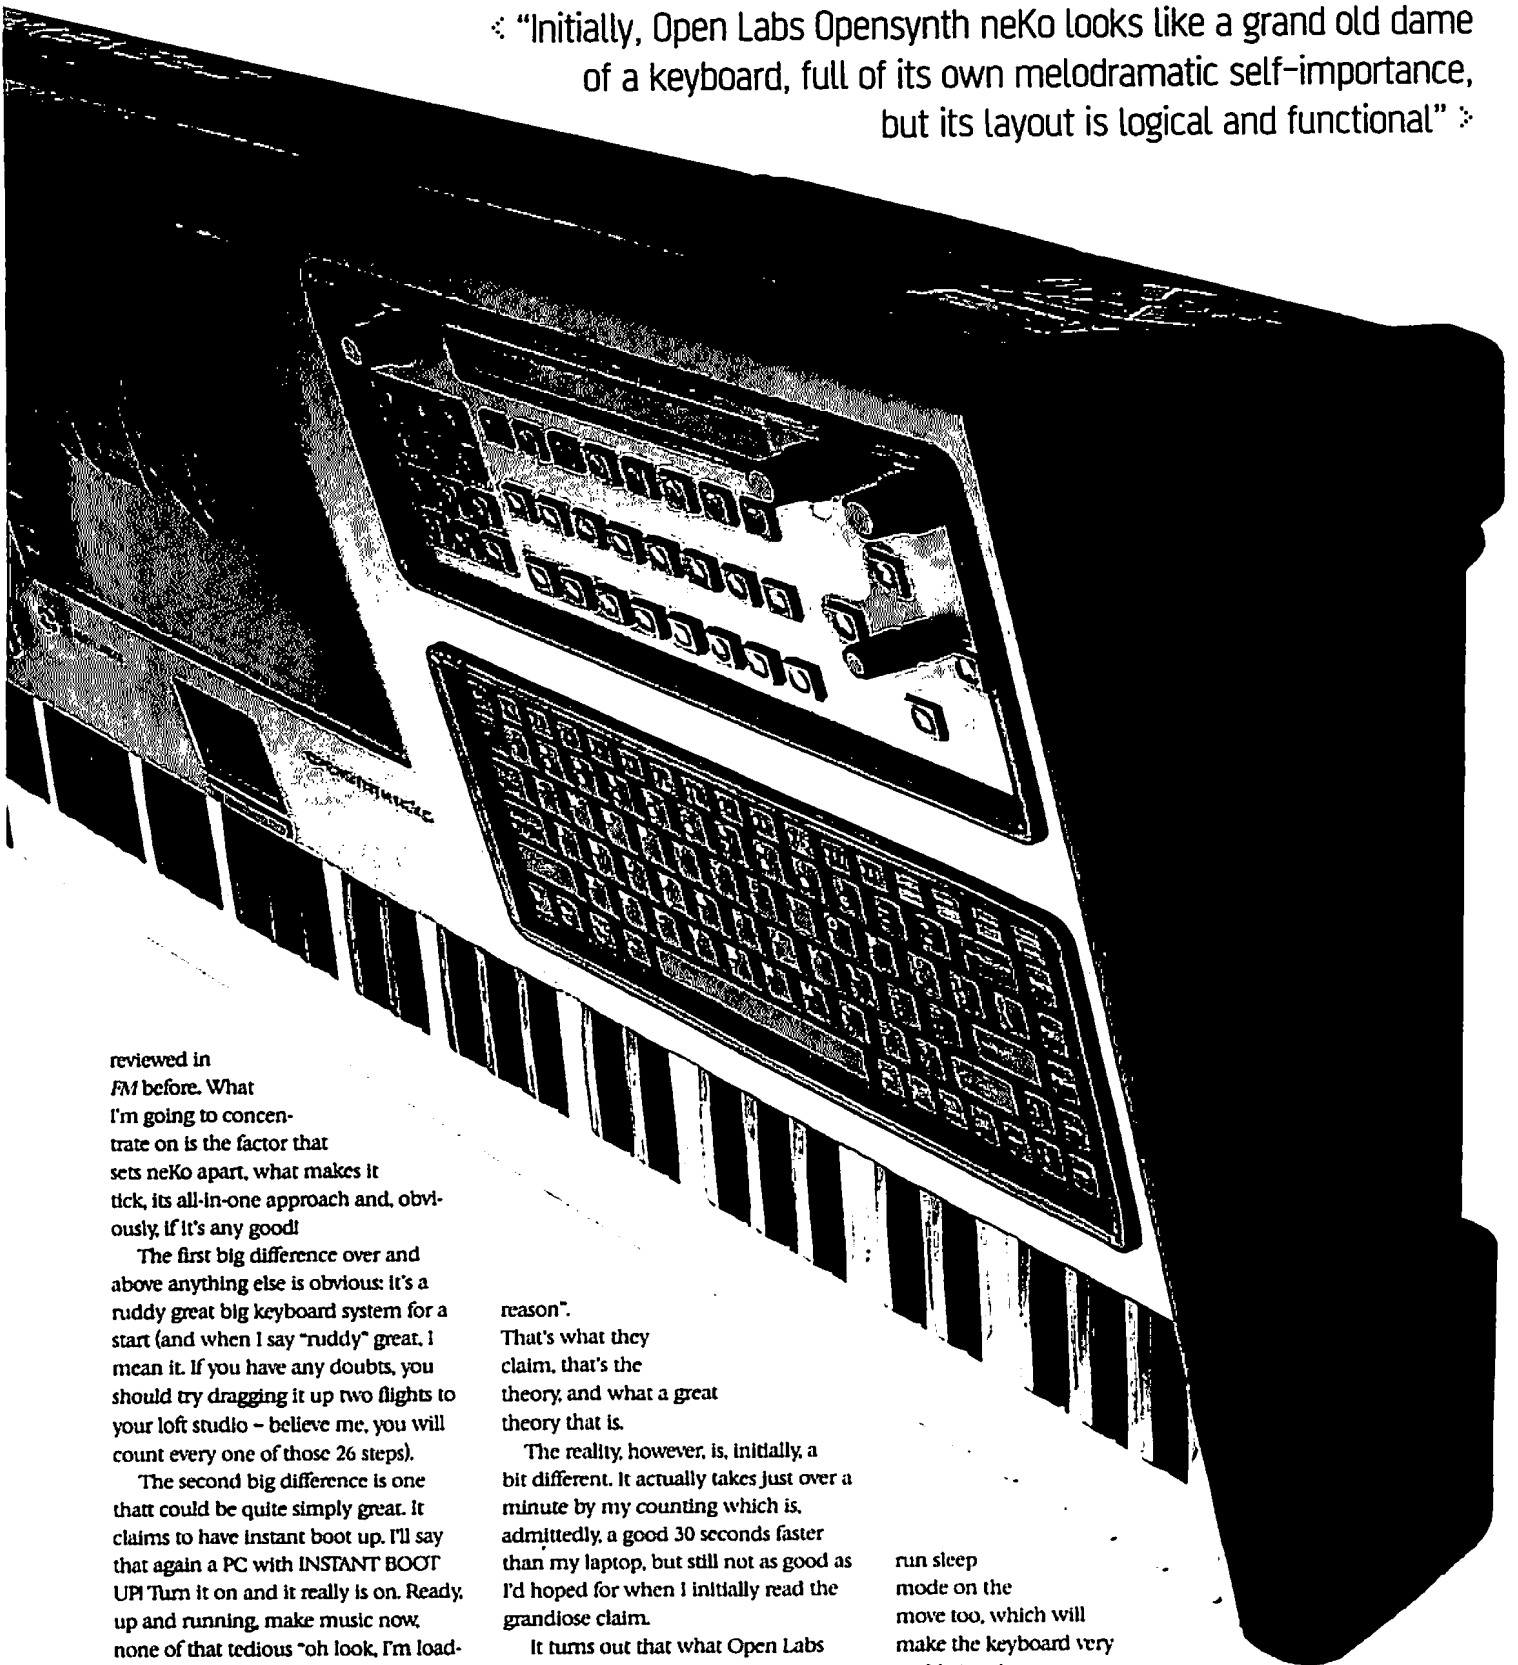 “Initially, Open Labs Opensynth neKo looks like a grand old dame
of a keyboard, full of its own melodramatic self-importance,
but its layout is logical and functional”
reviewed in
FM before. What
I'm going to concen-
trate on is the factor that
sets neKo apart, what makes it
tick, its all-in-one approach and, obvi-
ously, if it's any good!
The first big difference over and
above anything else is obvious: it's a
ruddy great big keyboard system for a
start (and when I say “ruddy” great, I
mean it. If you have any doubts, you
should try dragging it up two flights to
your loft studio – believe me, you will
count every one of those 26 steps).
The second big difference is one
thatt could be quite simply great. It
claims to have instant boot up. I'll say
that again a PC with INSTANT BOOT
UP! Turn it on and it really is on. Ready,
up and running, make music now,
none of that tedious “oh look, I'm load-
reason”.
That's what they
claim, that's the
theory, and what a great
theory that is.
The reality, however, is, initially, a
bit different. It actually takes just over a
minute by my counting which is,
admittedly, a good 30 seconds faster
than my laptop, but still not as good as
I'd hoped for when I initially read the
grandiose claim.
It turns out that what Open Labs
run sleep
mode on the
move too, which will
make the keyboard very